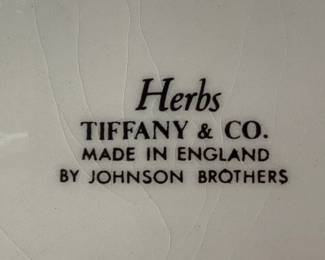 Herbs
TIFFANY & CO.
MADE IN ENGLAND
BY JOHNSON BROTHERS